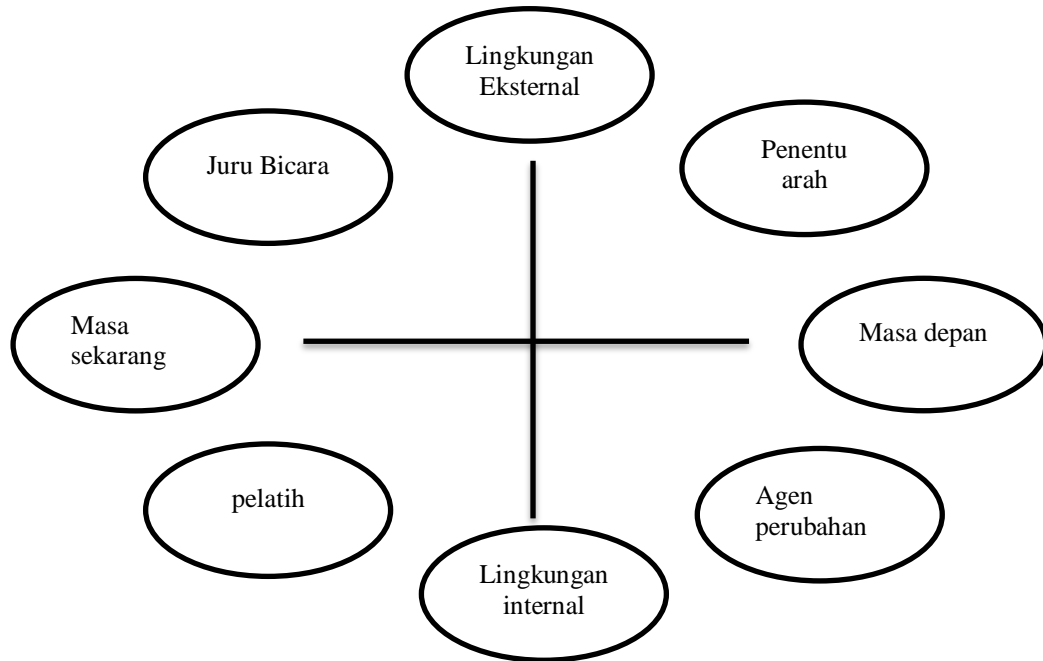 Lingkungan
Eksternal
Juru Bicara
Penentu
arah
Masa
sekarang
Masa depan
pelatih
Agen
perubahan
Lingkungan
internal